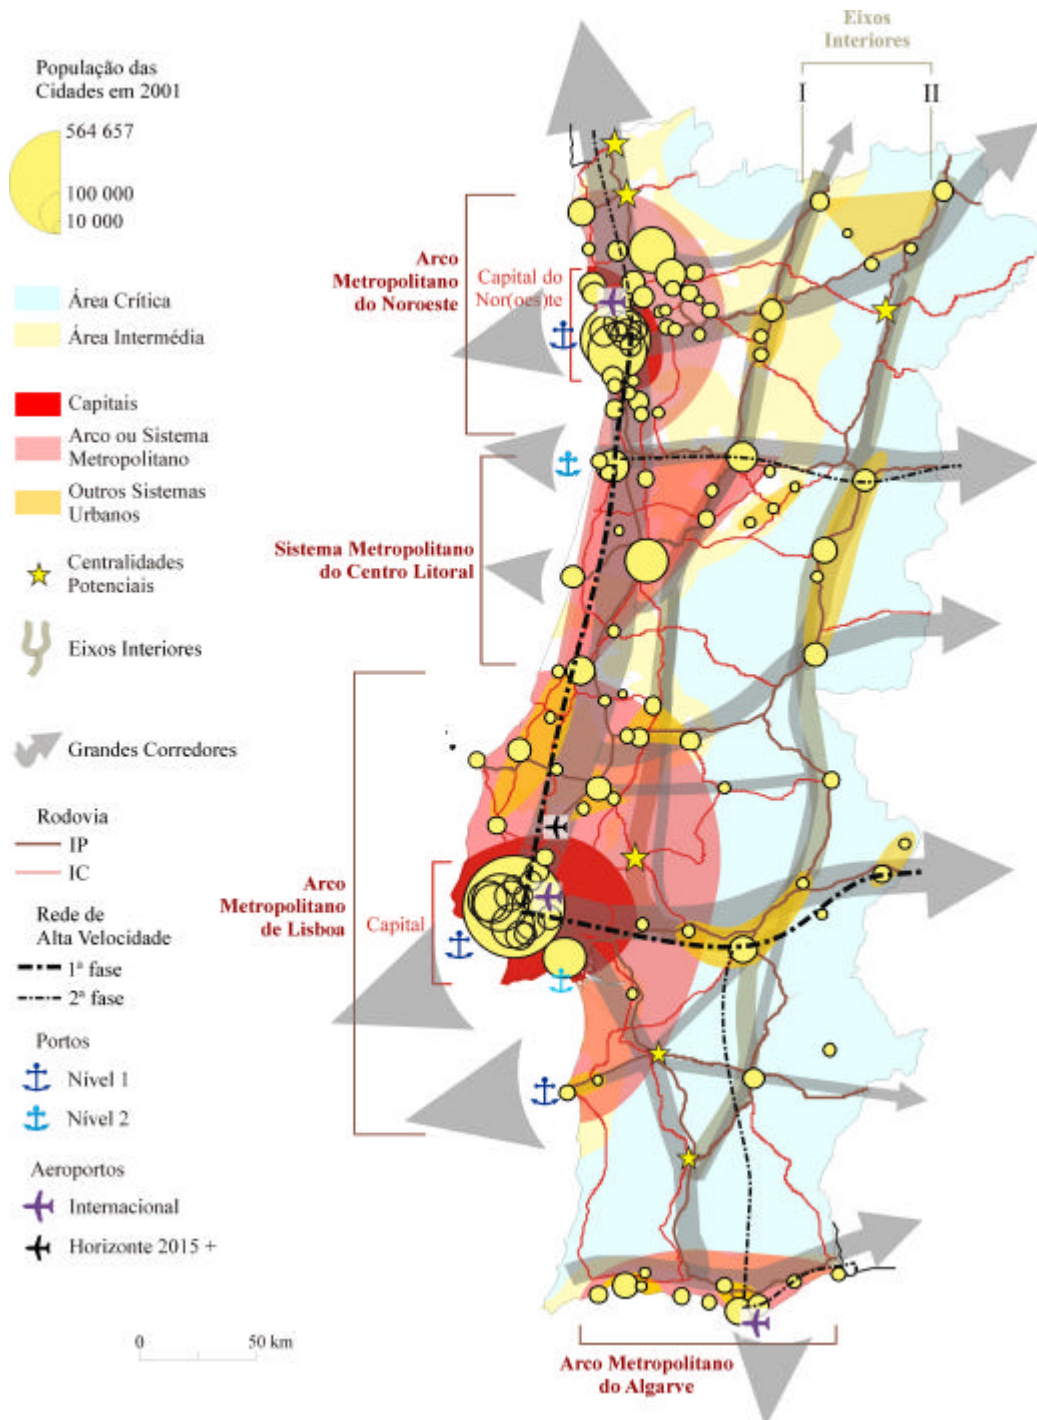 População das
Cidades em 2001
564 657
100 000
10 000
Área Crítica
Área Intermédia
Capitais
Arco ou Sistema
Metropolitano
Outros Sistemas
Urbanos
Centralidades
Potenciais
Eixos Interiores
Grandes Corredores
Rodovia
IP
IC
Rede de
Alta Velocidade
1ª fase
2ª fase
Portos
Nível 1
Nível 2
Aeroportos
Internacional
Horizonte 2015 +
0 50 km
Eixos
Interiores
I II
Arco
Metropolitano
do Noroeste
Capital do
Nor(oes)te
Sistema Metropolitano
do Centro Litoral
Arco
Metropolitano
de Lisboa
Capital
Arco Metropolitano
do Algarve